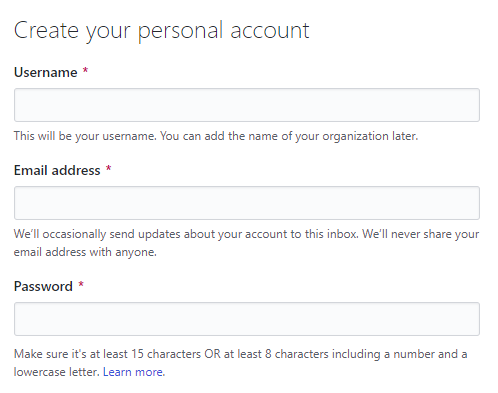 Create your personal account
Username *
This will be your username. You can add the name of your organization later.
Email address *
We’ll occasionally send updates about your account to this inbox. We’ll never share your
email address with anyone.
Password *
Make sure it's at least 15 characters OR at least 8 characters including a number and a
lowercase letter. Learn more.